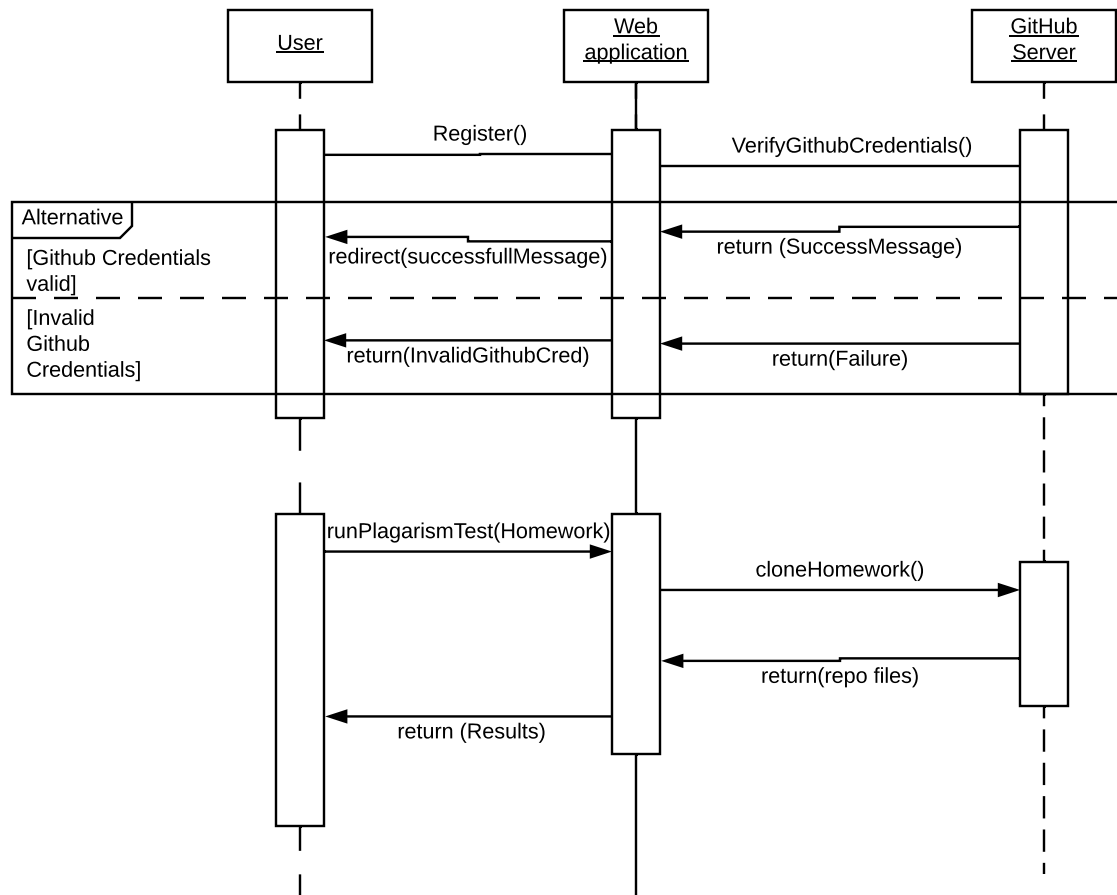 User
Web
application
GitHub
Server
Register()
VerifyGithubCredentials()
Alternative
[Github Credentials
valid]
redirect(successfullMessage)
return (SuccessMessage)
[Invalid
Github
Credentials]
return(InvalidGithubCred)
return(Failure)
runPlagarismTest(Homework)
cloneHomework()
return(repo files)
return (Results)